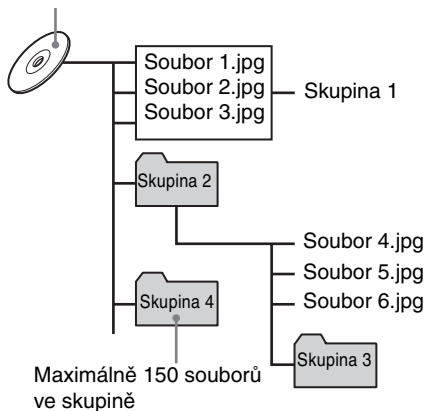 Soubor 1.jpg
Soubor 2.jpg
Soubor 3.jpg
Skupina 1
Skupina 2
Soubor 4.jpg
Soubor 5.jpg
Soubor 6.jpg
Skupina 4
Skupina 3
Maximálně 150 souborů
ve skupině